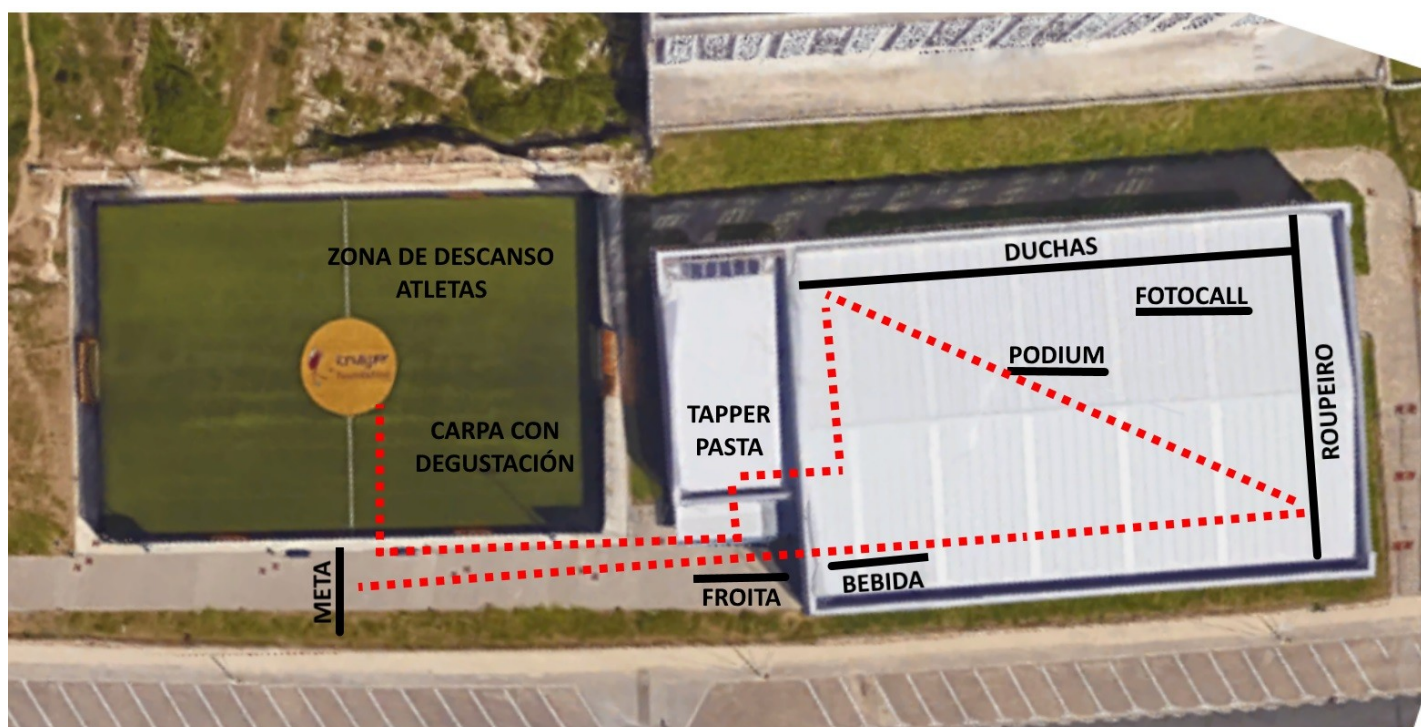 ZONA DE DESCANSO
ATLETAS
CARPA CON
DEGUSTACIÓN
META
TAPPER
PASTA
FROITA
BEBIDA
DUCHAS
FOTOCALL
PODIUM
ROUPEIRO